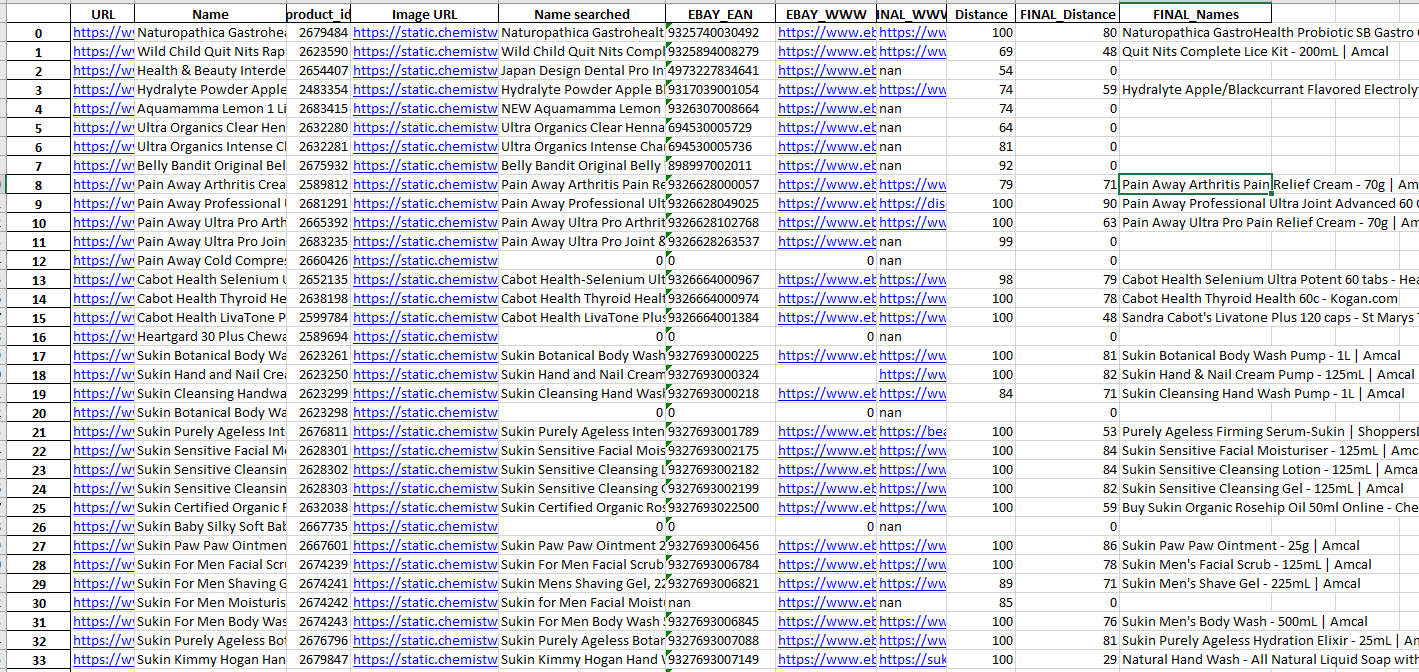 URL Name product_id Image URL Name searched EBAY_EAN EBAY_WWW INAL_WWW Distance FINAL_Distance FINAL_Names
0 https://w Naturopathica Gastrohea 2679484 https://static.chemistw Naturopathica Gastrohealt 9325740030492 https://www.eb https://ww 100 80 Naturopathica GastroHealth Probiotic SB Gastro
1 https://w Wild Child Quit Nits Rap 2623590 https://static.chemistw Wild Child Quit Nits Comp 9325894008279 https://www.eb https://ww 69 48 Quit Nits Complete Lice Kit - 200mL | Amcal
2 https://w Health & Beauty Interde 2654407 https://static.chemistw Japan Design Dental Pro In 4973227834641 https://www.eb nan 54 0
3 https://w Hydralyte Powder Apple 2483354 https://static.chemistw Hydralyte Powder Apple Bl 9317039001054 https://www.eb https://ww 74 59 Hydralyte Apple/Blackcurrant Flavored Electroly
4 https://w Aquamamma Lemon 1 Li 2683415 https://static.chemistw NEW Aquamamma Lemon 9326307008664 https://www.eb nan 74 0
5 https://w Ultra Organics Clear Hen 2632280 https://static.chemistw Ultra Organics Clear Henna 694530005729 https://www.eb nan 64 0
6 https://w Ultra Organics Intense Cl 2632281 https://static.chemistw Ultra Organics Intense Cha 694530005736 https://www.eb nan 81 0
7 https://w Belly Bandit Original Bel 2675932 https://static.chemistw Belly Bandit Original Belly 898997002011 https://www.eb nan 92 0
8 https://w Pain Away Arthritis Crea 2589812 https://static.chemistw Pain Away Arthritis Pain Re 9326628000057 https://www.eb https://ww 79 71 Pain Away Arthritis Pain Relief Cream - 70g | Am
9 https://w Pain Away Professional 2681291 https://static.chemistw Pain Away Professional Ult 9326628049025 https://www.eb https://dis 100 90 Pain Away Professional Ultra Joint Advanced 60
10 https://w Pain Away Ultra Pro Arth 2665392 https://static.chemistw Pain Away Ultra Pro Arthrit 9326628102768 https://www.eb https://ww 100 63 Pain Away Ultra Pro Pain Relief Cream - 70g | Am
11 https://w Pain Away Ultra Pro Join 2683235 https://static.chemistw Pain Away Ultra Pro Joint & 9326628263537 https://www.eb nan 99 0
12 https://w Pain Away Cold Compres 2660426 https://static.chemistw 0 0 0 nan 0
13 https://w Cabot Health Selenium U 2652135 https://static.chemistw Cabot Health-Selenium Ult 9326664000967 https://www.eb https://ww 98 79 Cabot Health Selenium Ultra Potent 60 tabs - Hea
14 https://w Cabot Health Thyroid He 2638198 https://static.chemistw Cabot Health Thyroid Healt 9326664000974 https://www.eb https://ww 100 78 Cabot Health Thyroid Health 60c - Kogan.com
15 https://w Cabot Health LivaTone P 2599784 https://static.chemistw Cabot Health LivaTone Plus 9326664001384 https://www.eb https://ww 100 48 Sandra Cabot's Livatone Plus 120 caps - St Marys
16 https://w Heartgard 30 Plus Chewa 2589694 https://static.chemistw 0 0 0 nan 0
17 https://w Sukin Botanical Body Wa 2623261 https://static.chemistw Sukin Botanical Body Wash 9327693000225 https://www.eb https://ww 100 81 Sukin Botanical Body Wash Pump - 1L | Amcal
18 https://w Sukin Hand and Nail Crea 2623250 https://static.chemistw Sukin Hand and Nail Cream 9327693000324 https://ww 100 82 Sukin Hand & Nail Cream Pump - 125mL | Amcal
19 https://w Sukin Cleansing Handwa 2623299 https://static.chemistw Sukin Cleansing Hand Wasl 9327693000218 https://www.eb https://ww 84 71 Sukin Cleansing Hand Wash Pump - 1L | Amcal
20 https://w Sukin Botanical Body Wa 2623298 https://static.chemistw 0 0 0 nan 0
21 https://w Sukin Purely Ageless Int 2676811 https://static.chemistw Sukin Purely Ageless Inten 9327693001789 https://www.eb https://bea 100 53 Purely Ageless Firming Serum-Sukin | Shoppers
22 https://w Sukin Sensitive Facial M 2628301 https://static.chemistw Sukin Sensitive Facial Mois 9327693002175 https://www.eb https://ww 100 84 Sukin Sensitive Facial Moisturiser - 125mL | Amcal
23 https://w Sukin Sensitive Cleansin 2628302 https://static.chemistw Sukin Sensitive Cleansing L 9327693002182 https://www.eb https://ww 100 84 Sukin Sensitive Cleansing Lotion - 125mL | Amcal
24 https://w Sukin Sensitive Cleansin 2628303 https://static.chemistw Sukin Sensitive Cleansing 9327693002199 https://www.eb https://ww 100 82 Sukin Sensitive Cleansing Gel - 125mL | Amcal
25 https://w Sukin Certified Organic 2632038 https://static.chemistw Sukin Certified Organic Ros 9327693022500 https://www.eb https://ww 100 59 Buy Sukin Organic Rosehip Oil 50ml Online - Che
26 https://w Sukin Baby Silky Soft Bab 2667735 https://static.chemistw 0 0 0 nan 0
27 https://w Sukin Paw Paw Ointmen 2667601 https://static.chemistw Sukin Paw Paw Ointment 2 9327693006456 https://www.eb https://ww 100 86 Sukin Paw Paw Ointment - 25g | Amcal
28 https://w Sukin For Men Facial Scr 2674239 https://static.chemistw Sukin For Men Facial Scrub 9327693006784 https://www.eb https://ww 100 78 Sukin Men's Facial Scrub - 125mL | Amcal
29 https://w Sukin For Men Shaving G 2674241 https://static.chemistw Sukin Mens Shaving Gel, 22 9327693006821 https://www.eb https://ww 89 71 Sukin Men's Shave Gel - 225mL | Amcal
30 https://w Sukin For Men Moisturis 2674242 https://static.chemistw Sukin for Men Facial Moist nan https://www.eb nan 85 0
31 https://w Sukin For Men Body Was 2674243 https://static.chemistw Sukin For Men Body Wash 9327693006845 https://www.eb https://ww 100 76 Sukin Men's Body Wash - 500mL | Amcal
32 https://w Sukin Purely Ageless Bot 2676796 https://static.chemistw Sukin Purely Ageless Botar 9327693007088 https://www.eb https://ww 100 81 Sukin Purely Ageless Hydration Elixir - 25mL | Am
33 https://w Sukin Kimmy Hogan Han 2679847 https://static.chemistw Sukin Kimmy Hogan Hand 9327693007149 https://www.eb https://suk 100 29 Natural Hand Wash - All Natural Liquid Soap with